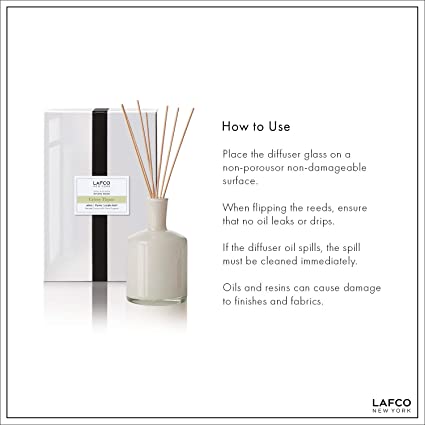 LAFCO
How to Use
Place the diffuser glass on a
non-porousor non-damageable
surface.
When flipping the reeds, ensure
that no oil leaks or drips.
If the diffuser oil spills, the spill
must be cleaned immediately.
Oils and resins can cause damage
to finishes and fabrics.
LAFCO
NEW YORK